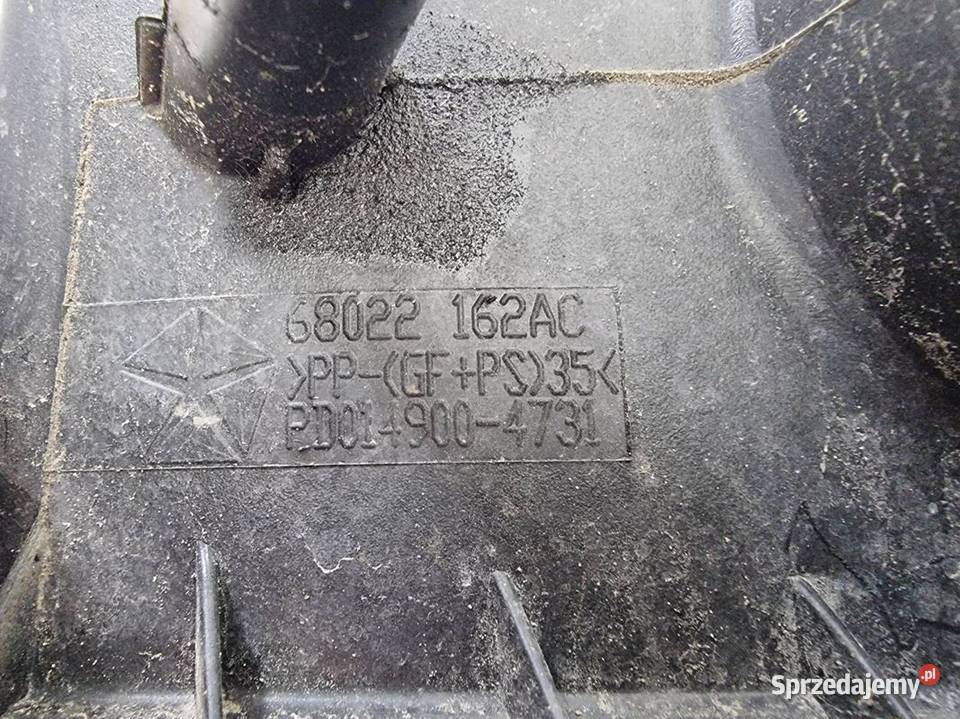 68022 162AC
>PP-(GF+PS)35<
PD014900-4731
Sprzedajemy.pl